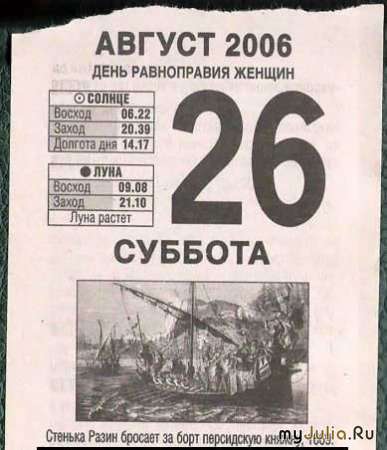 АВГУСТ 2006
ДЕНЬ РАВНОПРАВИЯ ЖЕНЩИН
СОЛНЦЕ
Восход 06.22
Заход 20.39
Долгота дня 14.17
ЛУНА
Восход 09.08
Заход 21.10
Луна растет
26
СУББОТА
Стенька Разин бросает за борт персидскую
myJulia.Ru